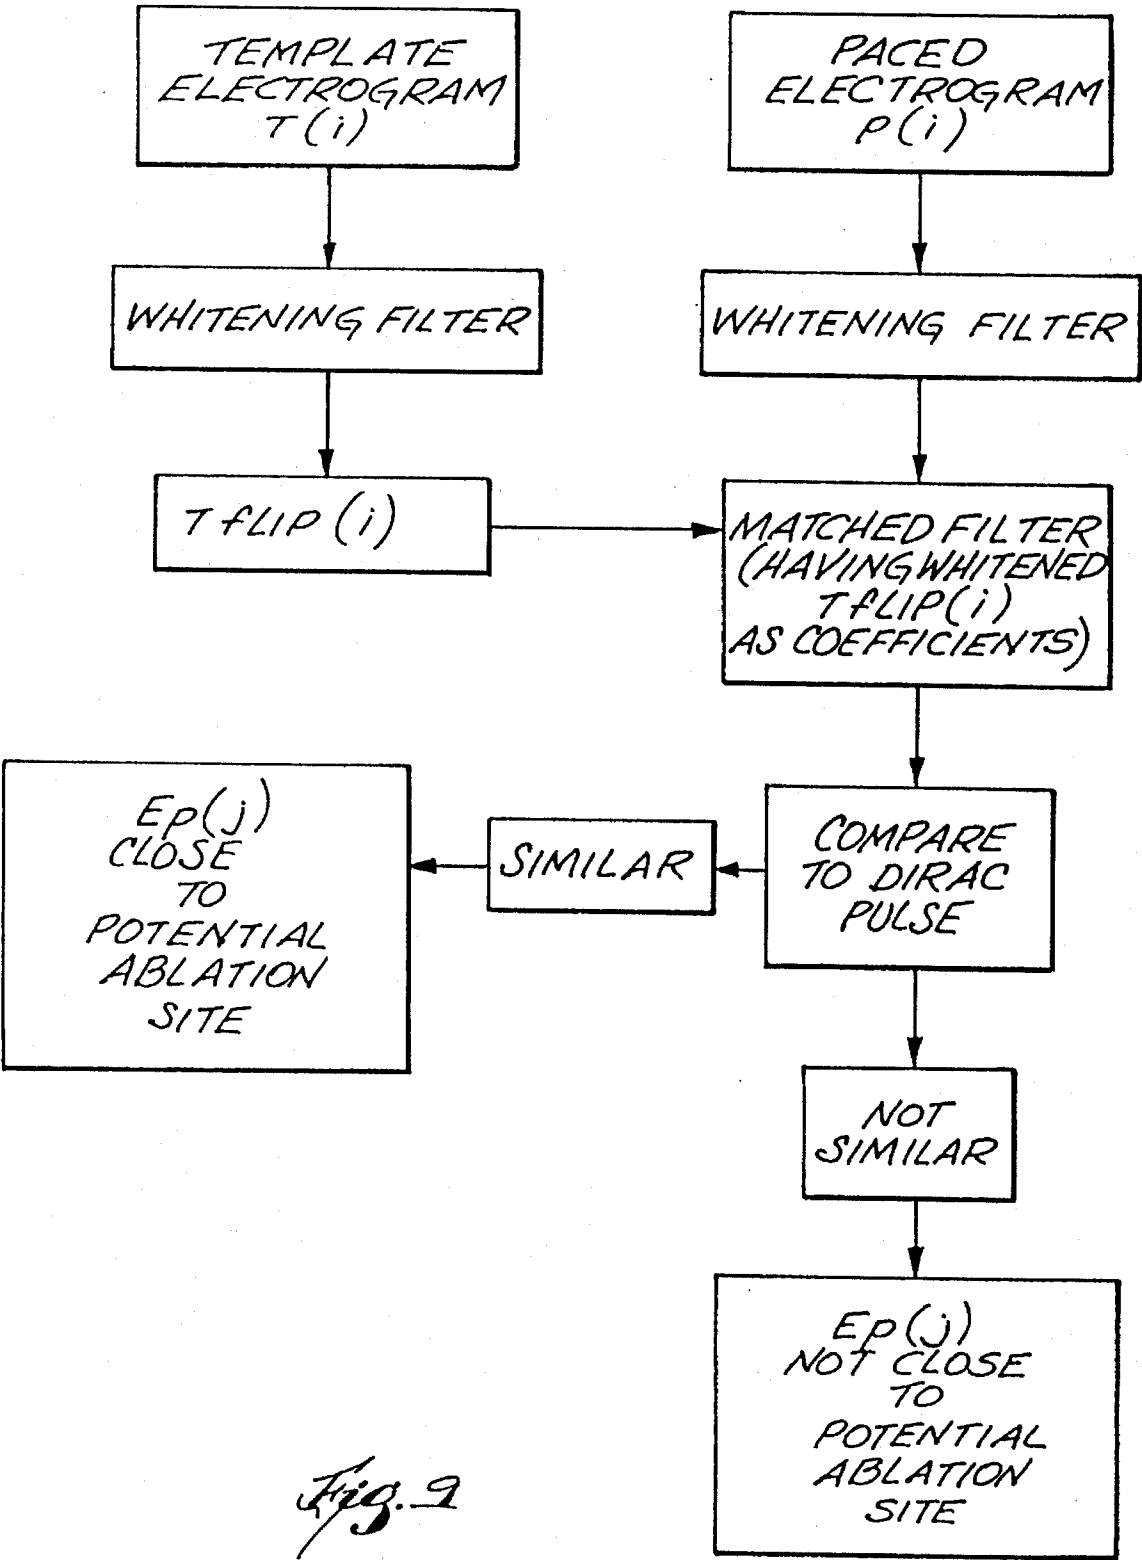 TEMPLATE
ELECTROGRAM
T(i)
PACED
ELECTROGRAM
P(i)
WHITENING FILTER
WHITENING FILTER
T fLIP (i)
MATCHED FILTER
(HAVING WHITENED
T fLIP(i)
AS COEFFICIENTS)
COMPARE
TO DIRAC
PULSE
SIMILAR
EP(j)
CLOSE
TO
POTENTIAL
ABLATION
SITE
NOT
SIMILAR
EP(j)
NOT CLOSE
TO
POTENTIAL
ABLATION
SITE
Fig. 9